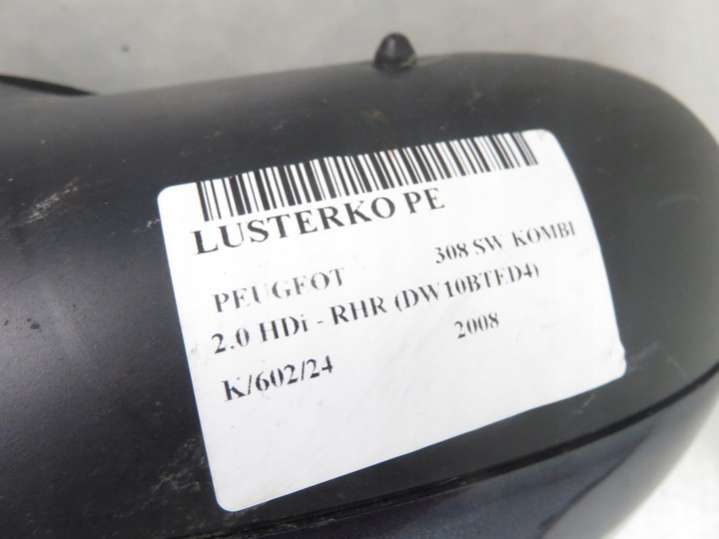 LUSTERKO PE
PEUGEOT 308 SW KOMBI
2.0 HDi - RHR (DW10BTED4)
2008
K/602/24